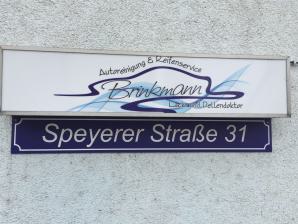 Autoreinigung & Reifenservice
Brinkmann
Lack und Dellendoktor
Speyerer Straße 31